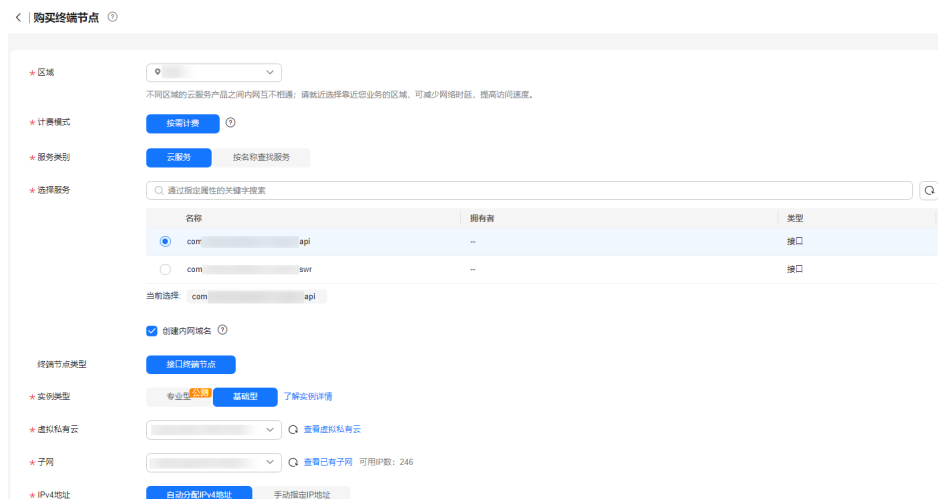 购买终端节点
区域
不同区域的云服务产品之间内网互不相通；请就近选择靠近您业务的区域，可减少网络时延，提高访问速度。
计费模式 按需计费
服务类别 云服务 按名称查找服务
选择服务 通过指定属性的关键字搜索
名称 拥有者 类型
com api -- 接口
com swr -- 接口
当前选择: com api
创建内网域名
终端节点类型 接口终端节点
实例类型 专业型 公测 基础型 了解实例详情
虚拟私有云 查看虚拟私有云
子网 查看已有子网 可用IP数：246
IPv4地址 自动分配IPv4地址 手动指定IP地址